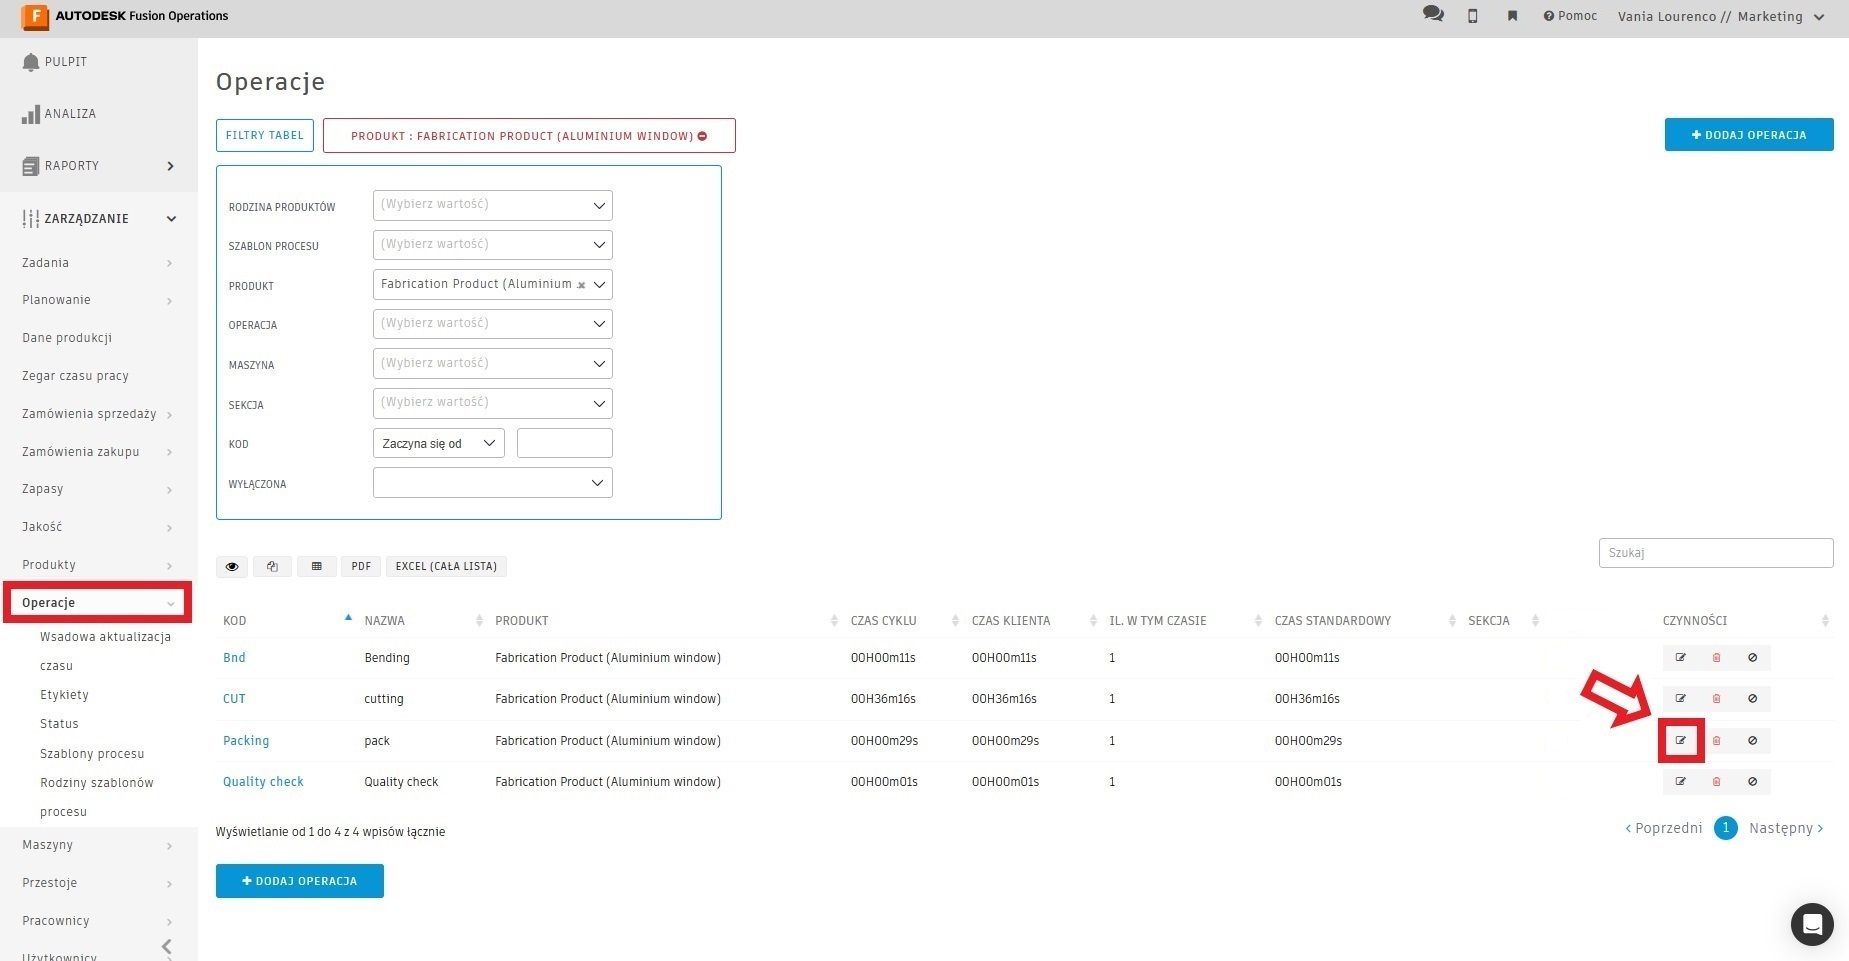 AUTODESK Fusion Operations
Pomoc
Vania Lourenco // Marketing
PULPIT
ANALIZA
RAPORTY
ZARZĄDZANIE
Zadania
Planowanie
Dane produkcji
Zegar czasu pracy
Zamówienia sprzedaży
Zamówienia zakupu
Zapasy
Jakość
Produkty
Operacje
Wsadowa aktualizacja
czasu
Etykiety
Status
Szablony procesu
Rodziny szablonów
procesu
Maszyny
Przestoje
Pracownicy
Użytkownicy
Operacje
FILTRY TABEL
PRODUKT : FABRICATION PRODUCT (ALUMINIUM WINDOW)
+ DODAJ OPERACJA
RODZINA PRODUKTÓW (Wybierz wartość)
SZABLON PROCESU (Wybierz wartość)
PRODUKT Fabrication Product (Aluminium
OPERACJA (Wybierz wartość)
MASZYNA (Wybierz wartość)
SEKCJA (Wybierz wartość)
KOD Zaczyna się od
WYŁĄCZONA
PDF
EXCEL (CAŁA LISTA)
Szukaj
KOD NAZWA PRODUKT CZAS CYKLU CZAS KLIENTA IL. W TYM CZASIE CZAS STANDARDOWY SEKCJA CZYNNOŚCI
Bnd Bending Fabrication Product (Aluminium window) 00H00m11s 00H00m11s 1 00H00m11s
CUT cutting Fabrication Product (Aluminium window) 00H36m16s 00H36m16s 1 00H36m16s
Packing pack Fabrication Product (Aluminium window) 00H00m29s 00H00m29s 1 00H00m29s
Quality check Quality check Fabrication Product (Aluminium window) 00H00m01s 00H00m01s 1 00H00m01s
Wyświetlanie od 1 do 4 z 4 wpisów łącznie
‹ Poprzedni 1 Następny ›
+ DODAJ OPERACJA